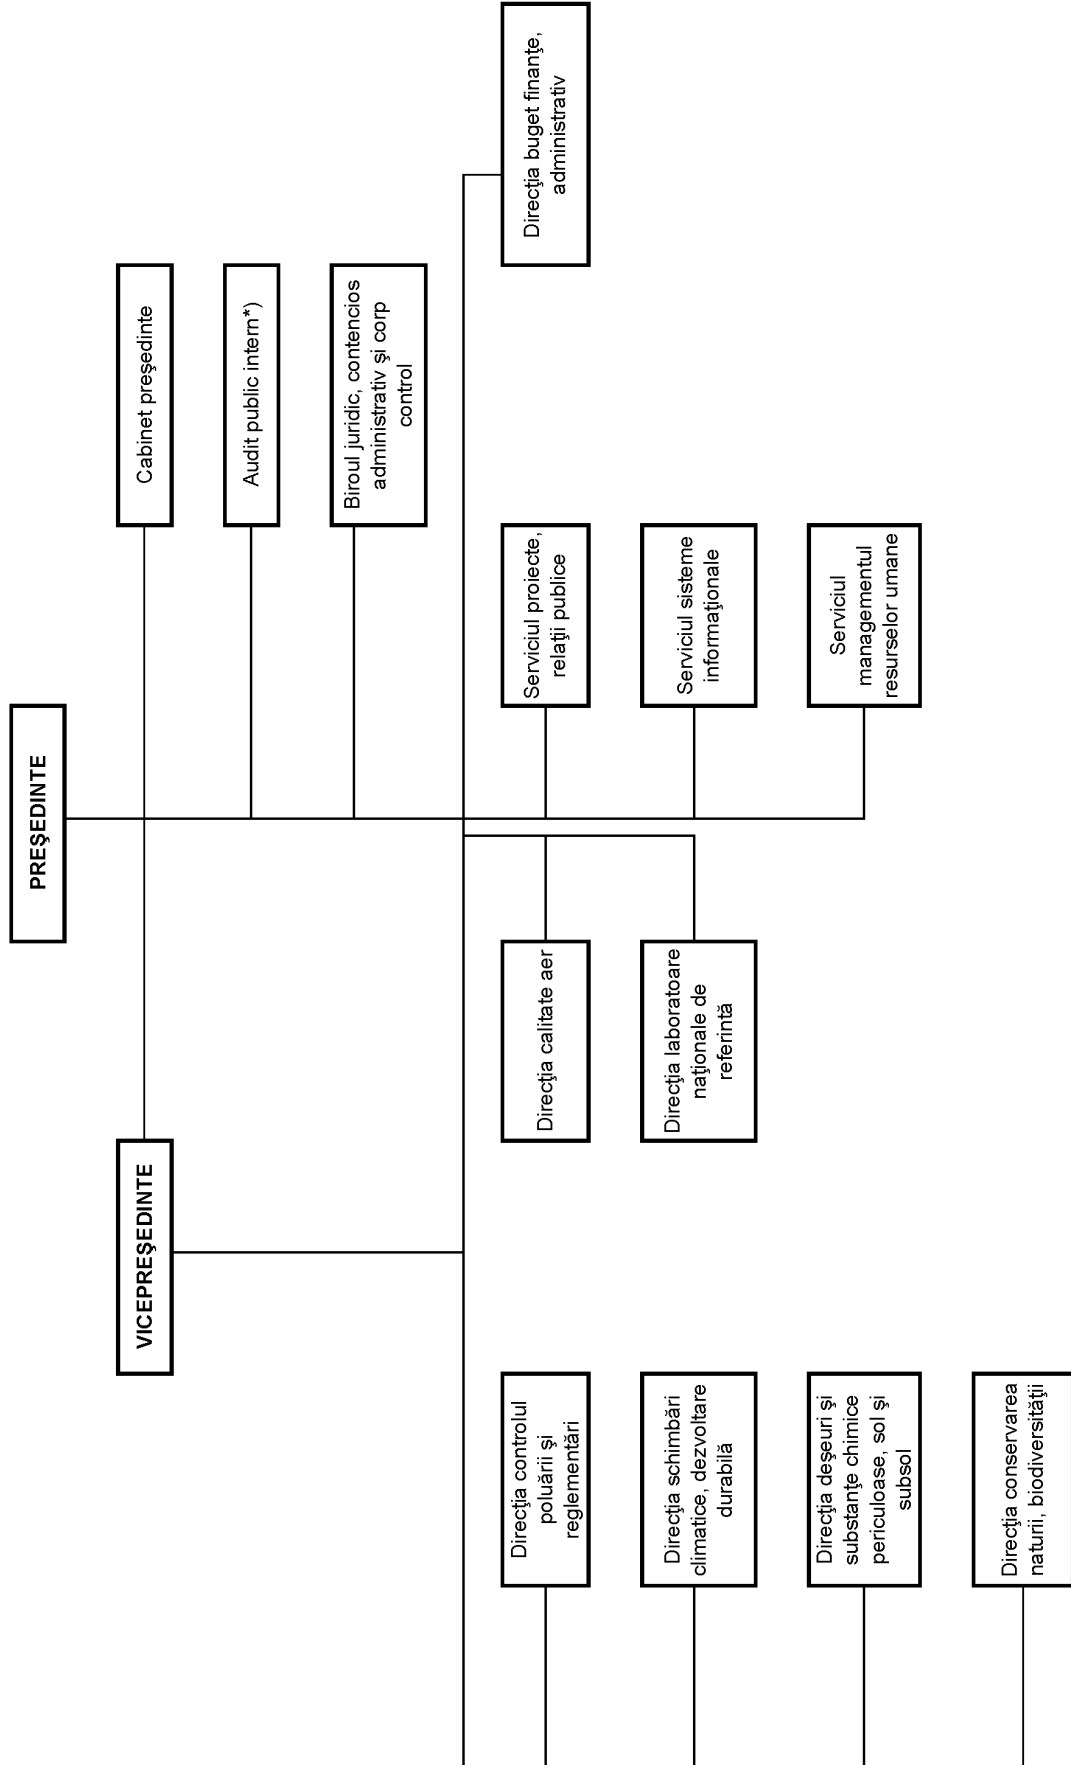 PREŞEDINTE
VICEPREŞEDINTE
Cabinet preşedinte
Audit public intern*)
Biroul juridic, contencios
administrativ şi corp
control
Direcţia controlul
poluării şi
reglementări
Direcţia schimbări
climatice, dezvoltare
durabilă
Direcţia deşeuri şi
substanţe chimice
periculoase, sol şi
subsol
Direcţia conservarea
naturii, biodiversităţii
Direcţia calitate aer
Direcţia laboratoare
naţionale de
referintă
Serviciul proiecte,
relaţii publice
Serviciul sisteme
informaţionale
Serviciul
managementul
resurselor umane
Direcţia buget finanţe,
administrativ